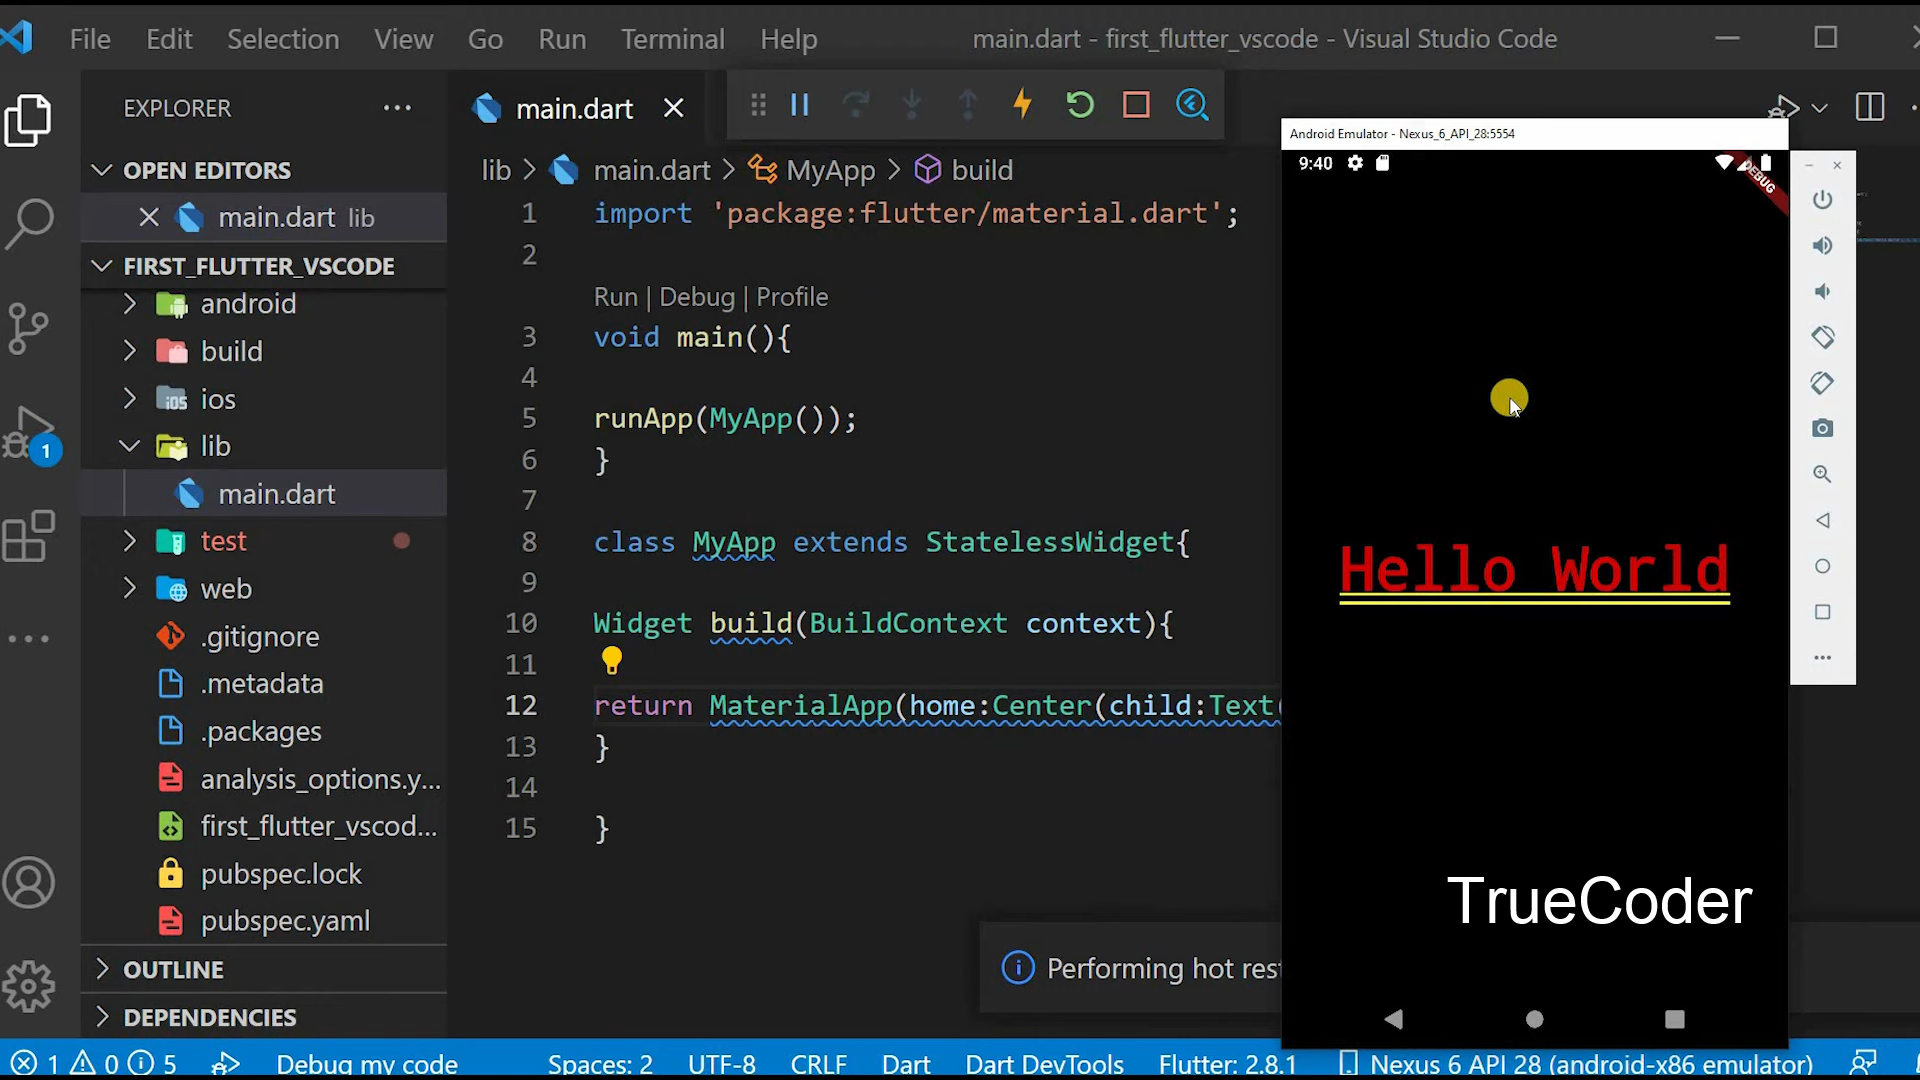 File Edit Selection View Go Run Terminal Help
main.dart - first_flutter_vscode - Visual Studio Code
EXPLORER
OPEN EDITORS
main.dart lib
FIRST_FLUTTER_VSCODE
android
build
ios
lib
main.dart
test
web
.gitignore
.metadata
.packages
analysis_options.y...
first_flutter_vscod...
pubspec.lock
pubspec.yaml
OUTLINE
DEPENDENCIES
1
main.dart
lib > main.dart > MyApp > build
1 import 'package:flutter/material.dart';
2
Run | Debug | Profile
3 void main(){
4
5 runApp(MyApp());
6 }
7
8 class MyApp extends StatelessWidget{
9
10 Widget build(BuildContext context){
11
12 return MaterialApp(home:Center(child:Text(
13 }
14
15 }
Performing hot rest
Android Emulator - Nexus_6_API_28:5554
9:40
DEBUG
Hello World
TrueCoder
1 0 5 Debug my code Spaces: 2 UTF-8 CRLF Dart Dart DevTools Flutter: 2.8.1 Nexus 6 API 28 (android-x86 emulator)